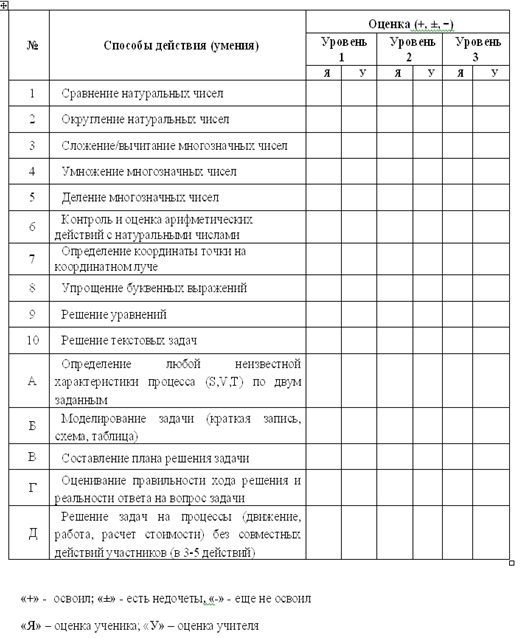 № Способы действия (умения) Оценка (+, ±, −)
Уровень 1 Уровень 2 Уровень 3
Я У Я У Я У
1 Сравнение натуральных чисел
2 Округление натуральных чисел
3 Сложение/вычитание многозначных чисел
4 Умножение многозначных чисел
5 Деление многозначных чисел
6 Контроль и оценка арифметических
действий с натуральными числами
7 Определение координаты точки на
координатном луче
8 Упрощение буквенных выражений
9 Решение уравнений
10 Решение текстовых задач
А Определение любой неизвестной
характеристики процесса (S,V,T) по двум
заданным
Б Моделирование задачи (краткая запись,
схема, таблица)
В Составление плана решения задачи
Г Оценивание правильности хода решения и
реальности ответа на вопрос задачи
Д Решение задач на процессы (движение,
работа, расчет стоимости) без совместных
действий участников (в 3-5 действий)
«+» - освоил; «±» - есть недочеты, «-» - еще не освоил
«Я» – оценка ученика; «У» – оценка учителя